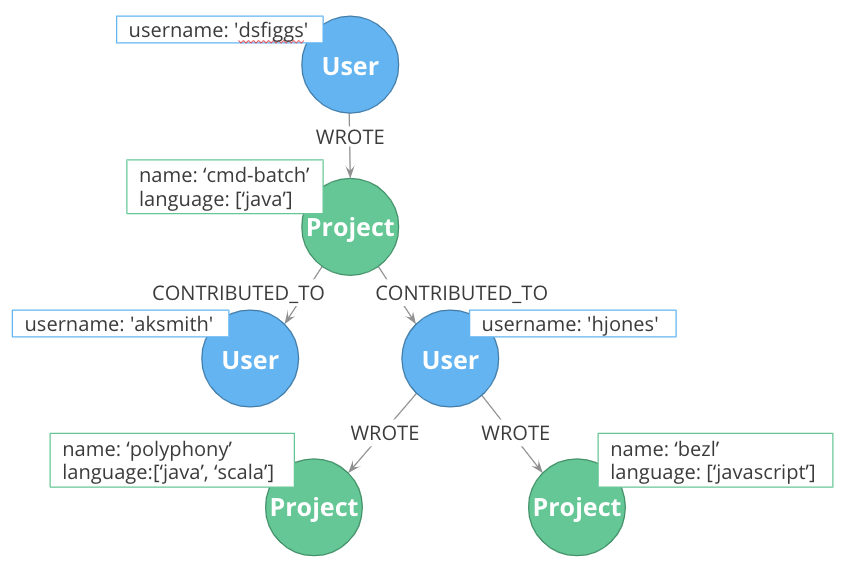 username: 'dsfiggs'
User
WROTE
name: ‘cmd-batch’
language: [‘java’]
Project
CONTRIBUTED_TO
CONTRIBUTED_TO
username: 'aksmith'
User
username: 'hjones'
User
WROTE
WROTE
name: ‘polyphony’
language:[‘java’, ‘scala’]
Project
name: ‘bezl’
language: [‘javascript’]
Project